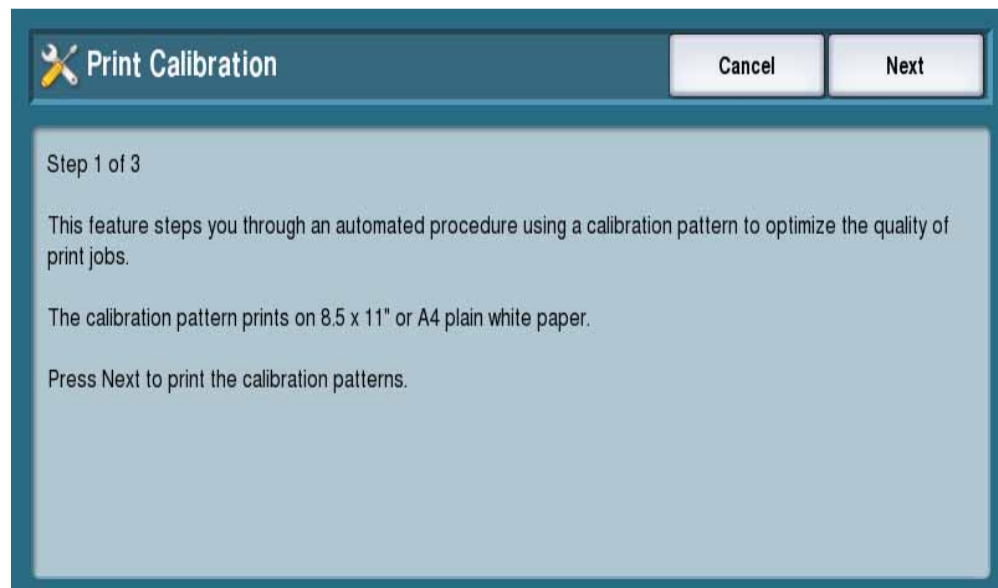 Print Calibration
Cancel
Next
Step 1 of 3
This feature steps you through an automated procedure using a calibration pattern to optimize the quality of
print jobs.
The calibration pattern prints on 8.5 x 11" or A4 plain white paper.
Press Next to print the calibration patterns.